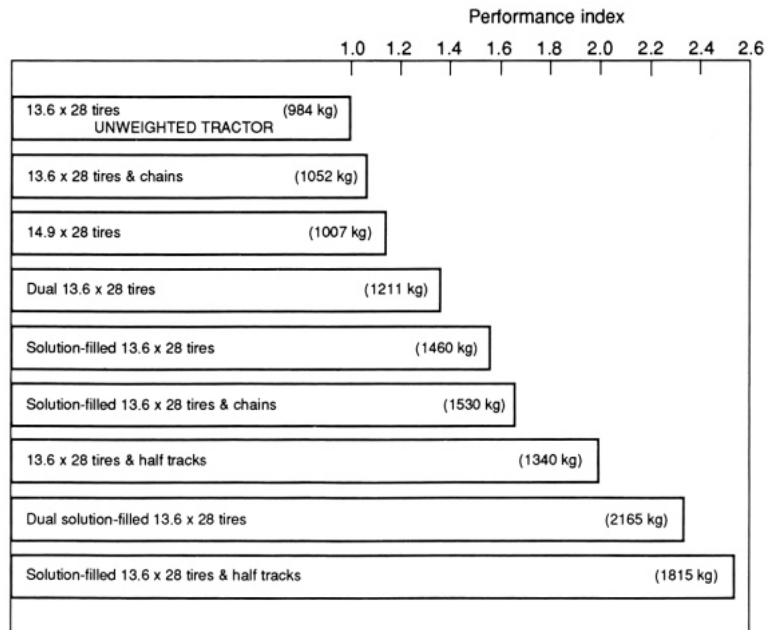 Performance index
1.0 1.2 1.4 1.6 1.8 2.0 2.2 2.4 2.6
13.6 x 28 tires (984 kg)
UNWEIGHTED TRACTOR
13.6 x 28 tires & chains (1052 kg)
14.9 x 28 tires (1007 kg)
Dual 13.6 x 28 tires (1211 kg)
Solution-filled 13.6 x 28 tires (1460 kg)
Solution-filled 13.6 x 28 tires & chains (1530 kg)
13.6 x 28 tires & half tracks (1340 kg)
Dual solution-filled 13.6 x 28 tires (2165 kg)
Solution-filled 13.6 x 28 tires & half tracks (1815 kg)